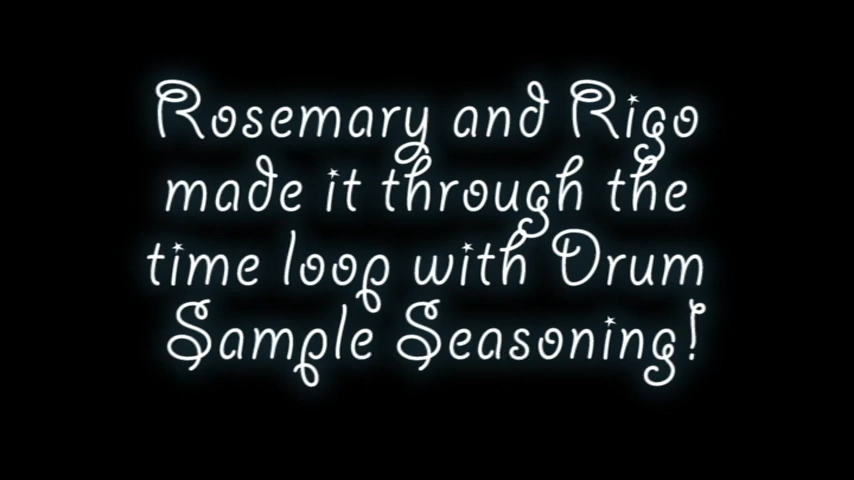 Rosemary and Rigo
made it through the
time loop with Drum
Sample Seasoning!